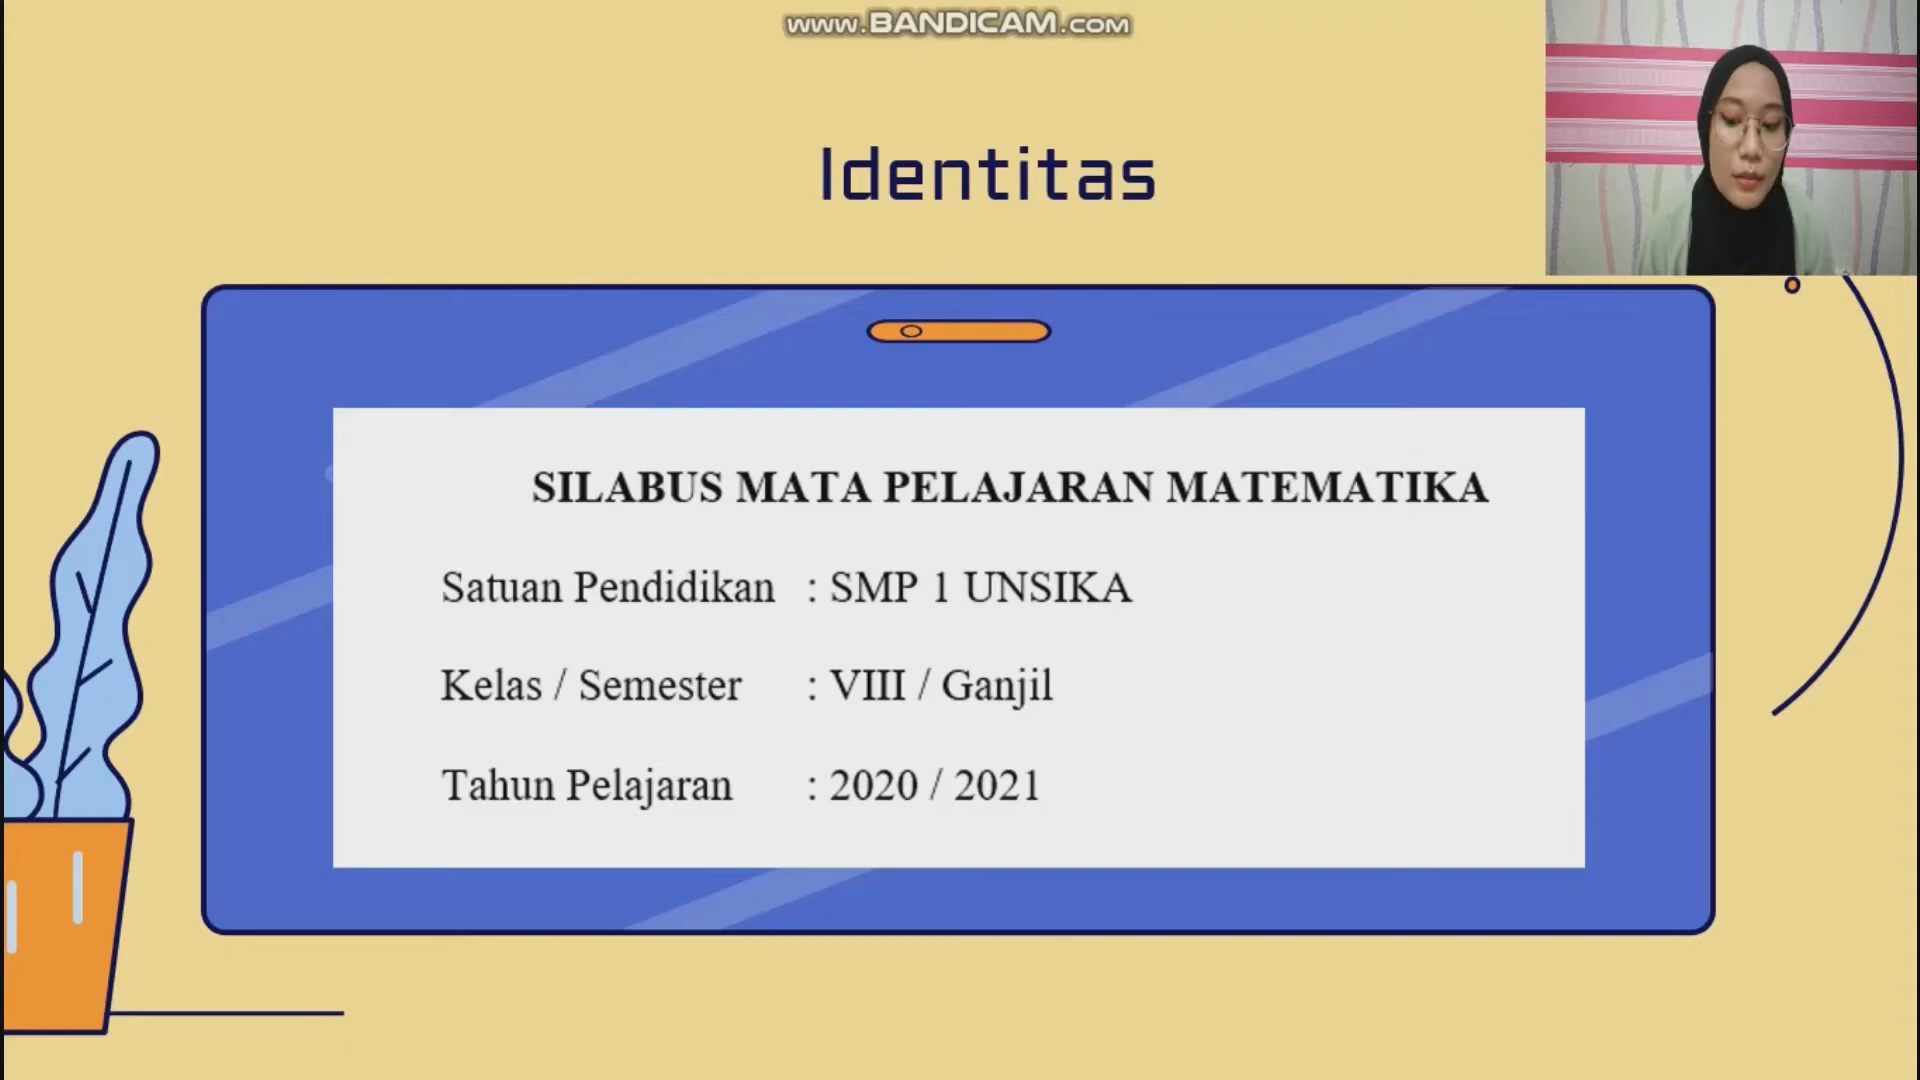 www.BANDICAM.com
Identitas
SILABUS MATA PELAJARAN MATEMATIKA
Satuan Pendidikan : SMP 1 UNSIKA
Kelas / Semester : VIII / Ganjil
Tahun Pelajaran : 2020 / 2021